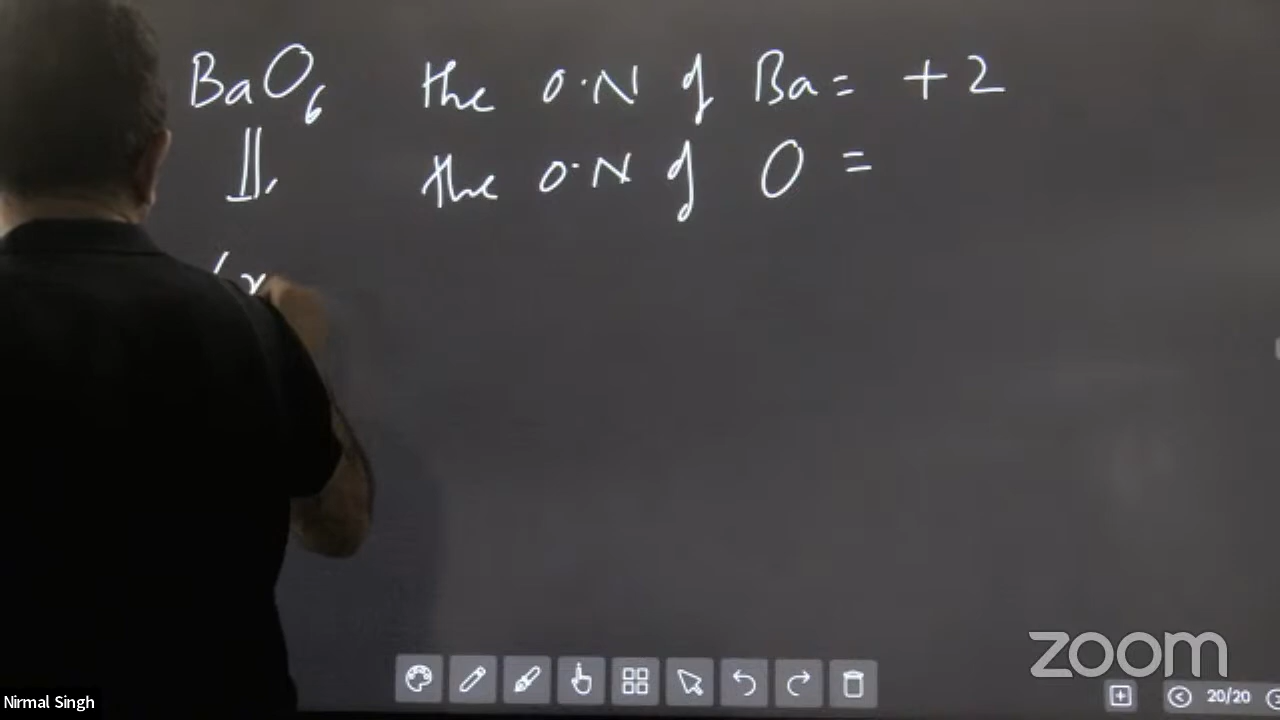 BaO₆ the O.N of Ba = +2
the O.N of O =
(x
zoom
20/20
Nirmal Singh